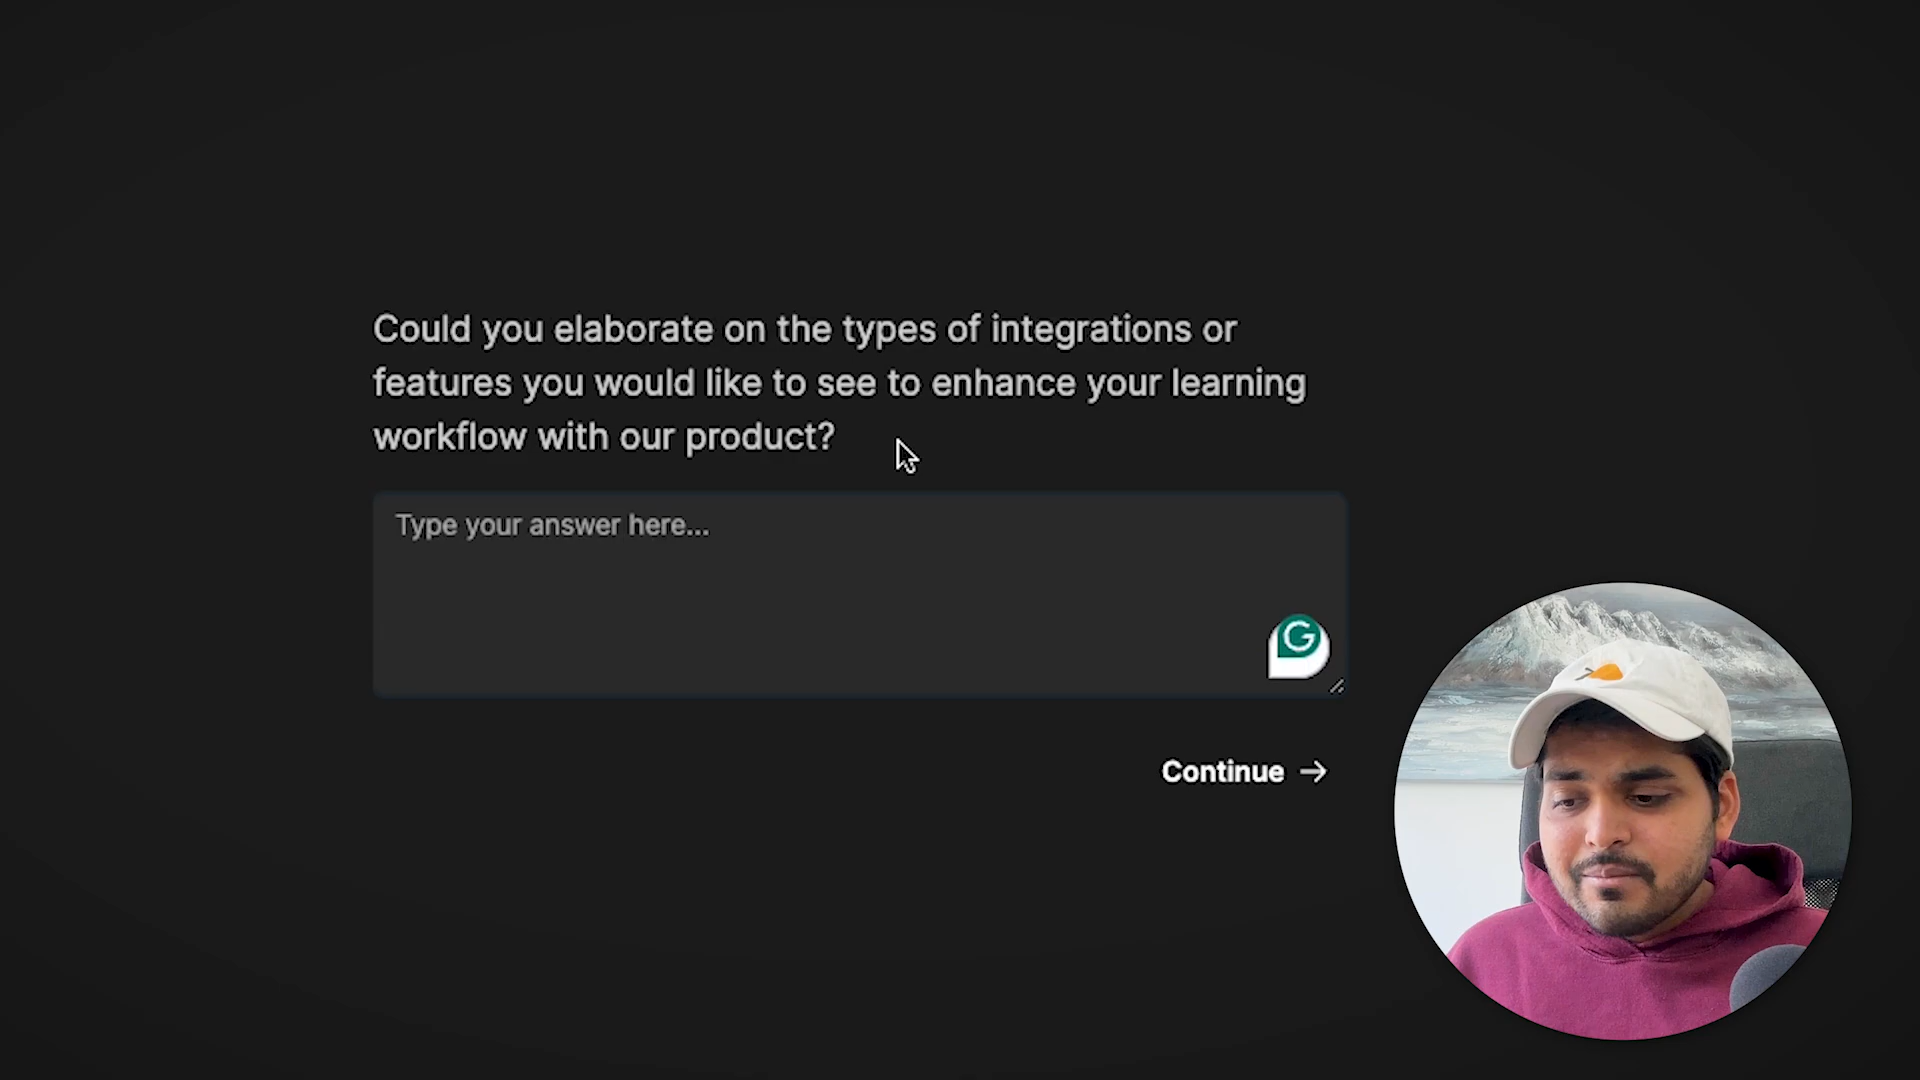 Could you elaborate on the types of integrations or
features you would like to see to enhance your learning
workflow with our product?
Type your answer here...
Continue